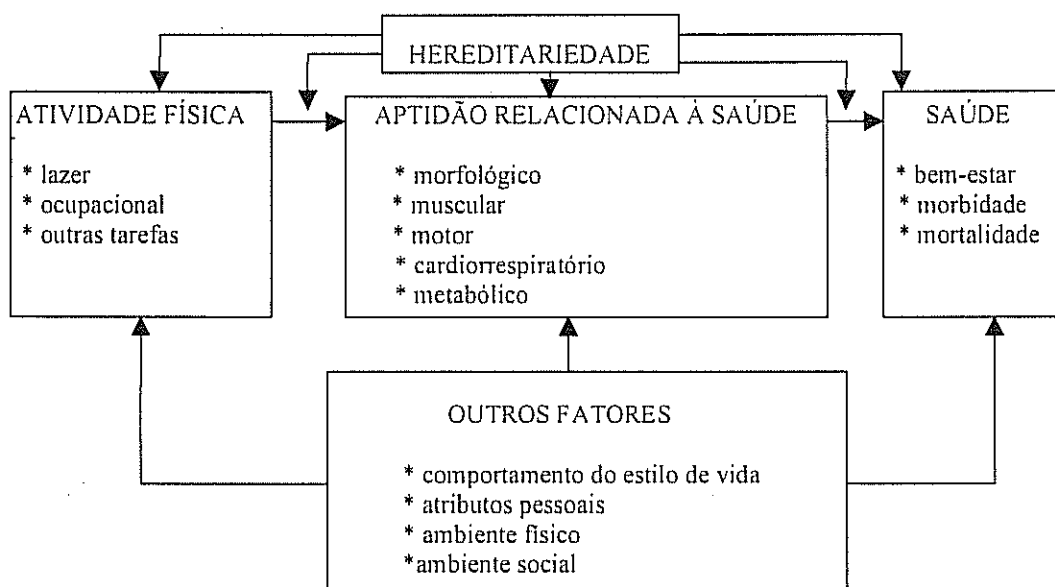 HEREDITARIEDADE
ATIVIDADE FÍSICA
* lazer
* ocupacional
* outras tarefas
APTIDÃO RELACIONADA À SAÚDE
* morfológico
* muscular
* motor
* cardiorrespiratório
* metabólico
SAÚDE
* bem-estar
* morbidade
* mortalidade
OUTROS FATORES
* comportamento do estilo de vida
* atributos pessoais
* ambiente físico
*ambiente social